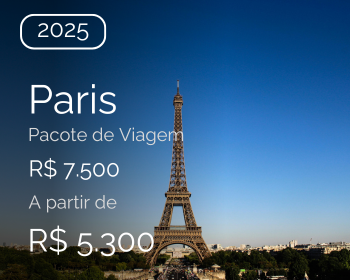 2025
Paris
Pacote de Viagem
R$ 7.500
A partir de
R$ 5.300